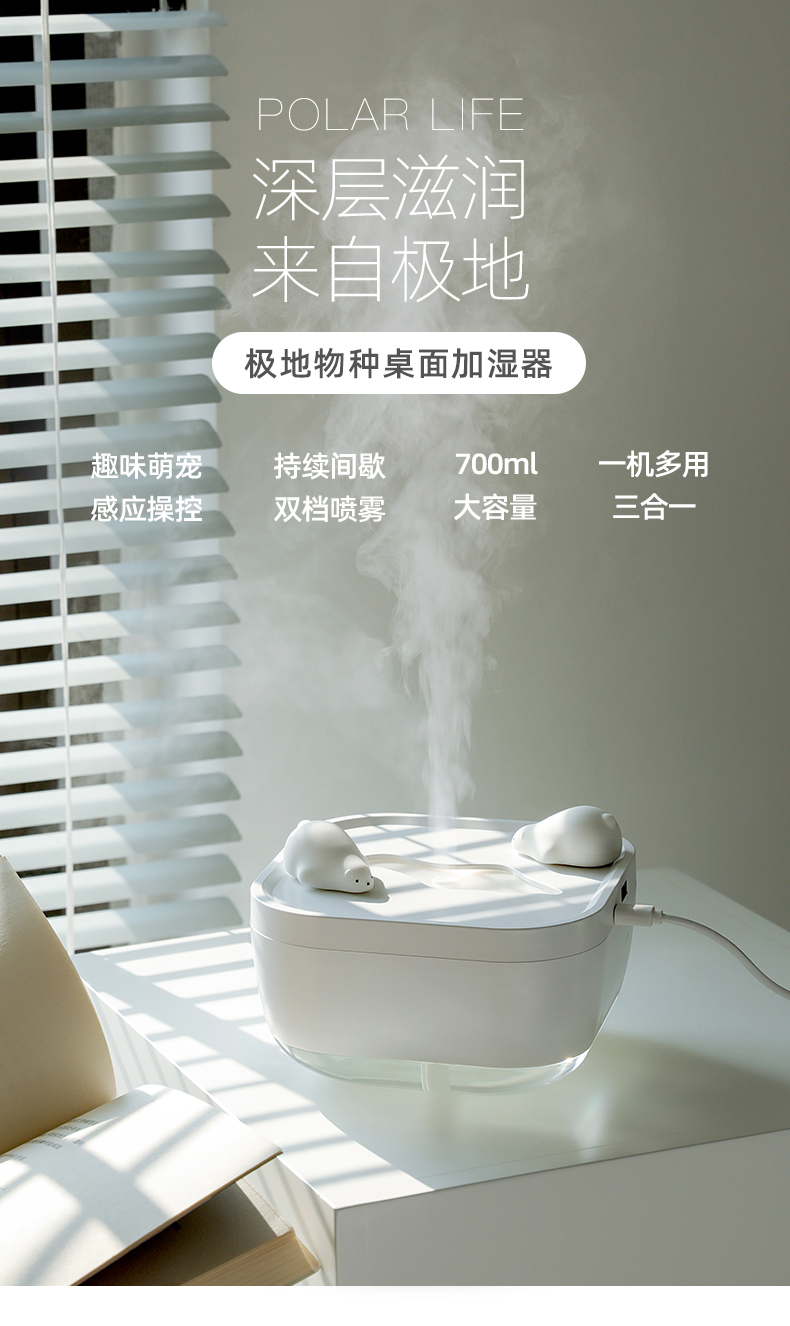 POLAR LIFE
深层滋润
来自极地
极地物种桌面加湿器
趣味萌宠
感应操控
持续间歇
双档喷雾
700ml
大容量
一机多用
三合一